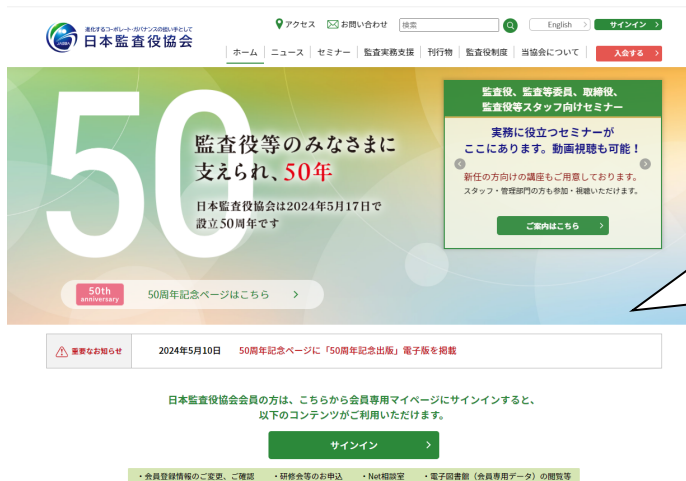 アクセス お問い合わせ 検索 English サインイン
進化するコーポレート・ガバナンスの担い手として
日本監査役協会
ホーム ニュース セミナー 監査実務支援 刊行物 監査役制度 当協会について 入会する
50
監査役等のみなさまに
支えられ、50年
日本監査役協会は2024年5月17日で
設立50周年です
50th
anniversary
50周年記念ページはこちら
監査役、監査等委員、取締役、
監査役等スタッフ向けセミナー
実務に役立つセミナーが
ここにあります。動画視聴も可能！
新任の方向けの講座もご用意しております。
スタッフ・管理部門の方も参加・視聴いただけます。
ご案内はこちら
重要なお知らせ 2024年5月10日 50周年記念ページに「50周年記念出版」電子版を掲載
日本監査役協会会員の方は、こちらから会員専用マイページにサインインすると、
以下のコンテンツがご利用いただけます。
サインイン
・会員登録情報のご変更、ご確認 ・研修会等のお申込 ・Net相談室 ・電子図書館（会員専用データ）の閲覧等